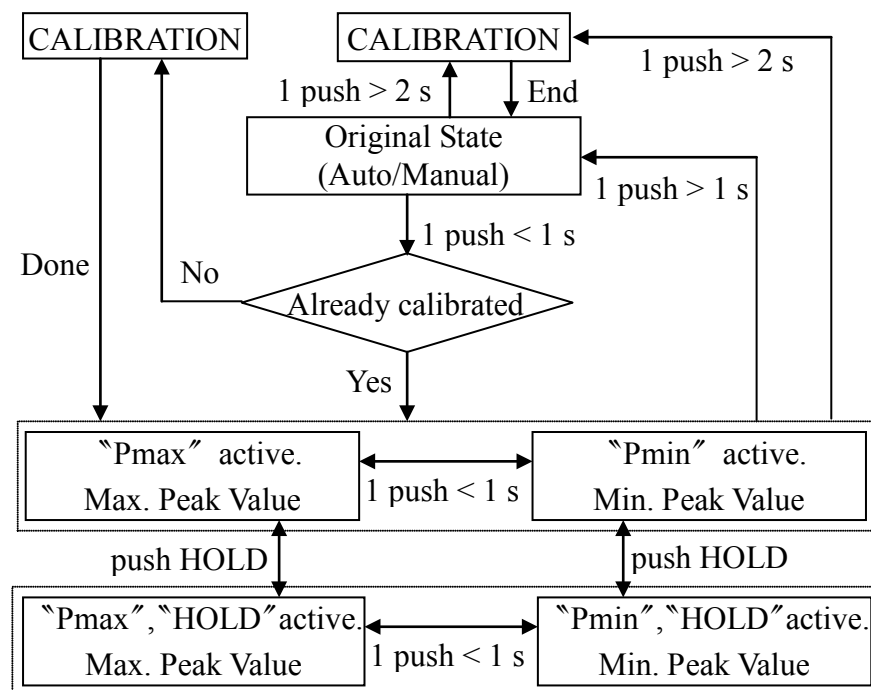 CALIBRATION
CALIBRATION
1 push > 2 s
1 push > 2 s
End
Original State
(Auto/Manual)
1 push > 1 s
1 push < 1 s
Done
No
Already calibrated
Yes
〝Pmax〞 active.
Max. Peak Value
1 push < 1 s
〝Pmin〞 active.
Min. Peak Value
push HOLD
push HOLD
〝Pmax〞,〝HOLD〞active.
Max. Peak Value
1 push < 1 s
〝Pmin〞,〝HOLD〞active.
Min. Peak Value